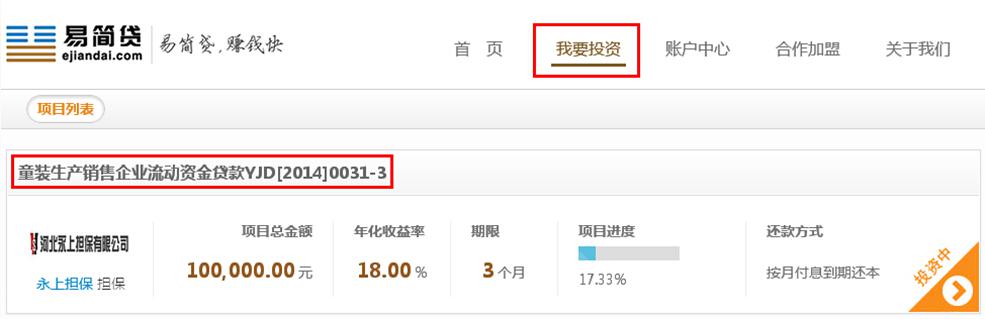 易简贷
ejiandai.com
易简贷,赚钱快
首 页
我要投资
账户中心
合作加盟
关于我们
项目列表
童装生产销售企业流动资金贷款YJD[2014]0031-3
河北永上担保有限公司
永上担保 担保
项目总金额
100,000.00 元
年化收益率
18.00 %
期限
3 个月
项目进度
17.33%
还款方式
按月付息到期还本
投资中